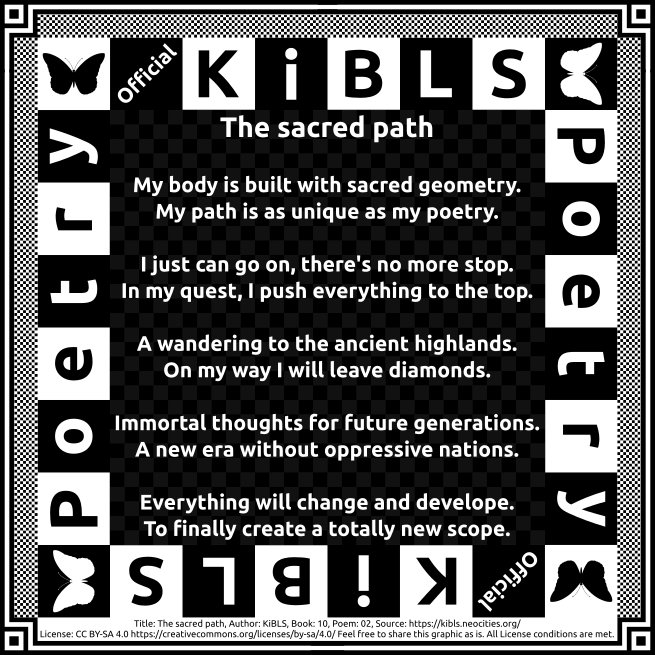 Official KiBLS
The sacred path
My body is built with sacred geometry.
My path is as unique as my poetry.
I just can go on, there's no more stop.
In my quest, I push everything to the top.
A wandering to the ancient highlands.
On my way I will leave diamonds.
Immortal thoughts for future generations.
A new era without oppressive nations.
Everything will change and develope.
To finally create a totally new scope.
Poetry
Poetry
Official KiBLS
Title: The sacred path, Author: KiBLS, Book: 10, Poem: 02, Source: https://kibls.neocities.org/
License: CC BY-SA 4.0 https://creativecommons.org/licenses/by-sa/4.0/ Feel free to share this graphic as is. All License conditions are met.